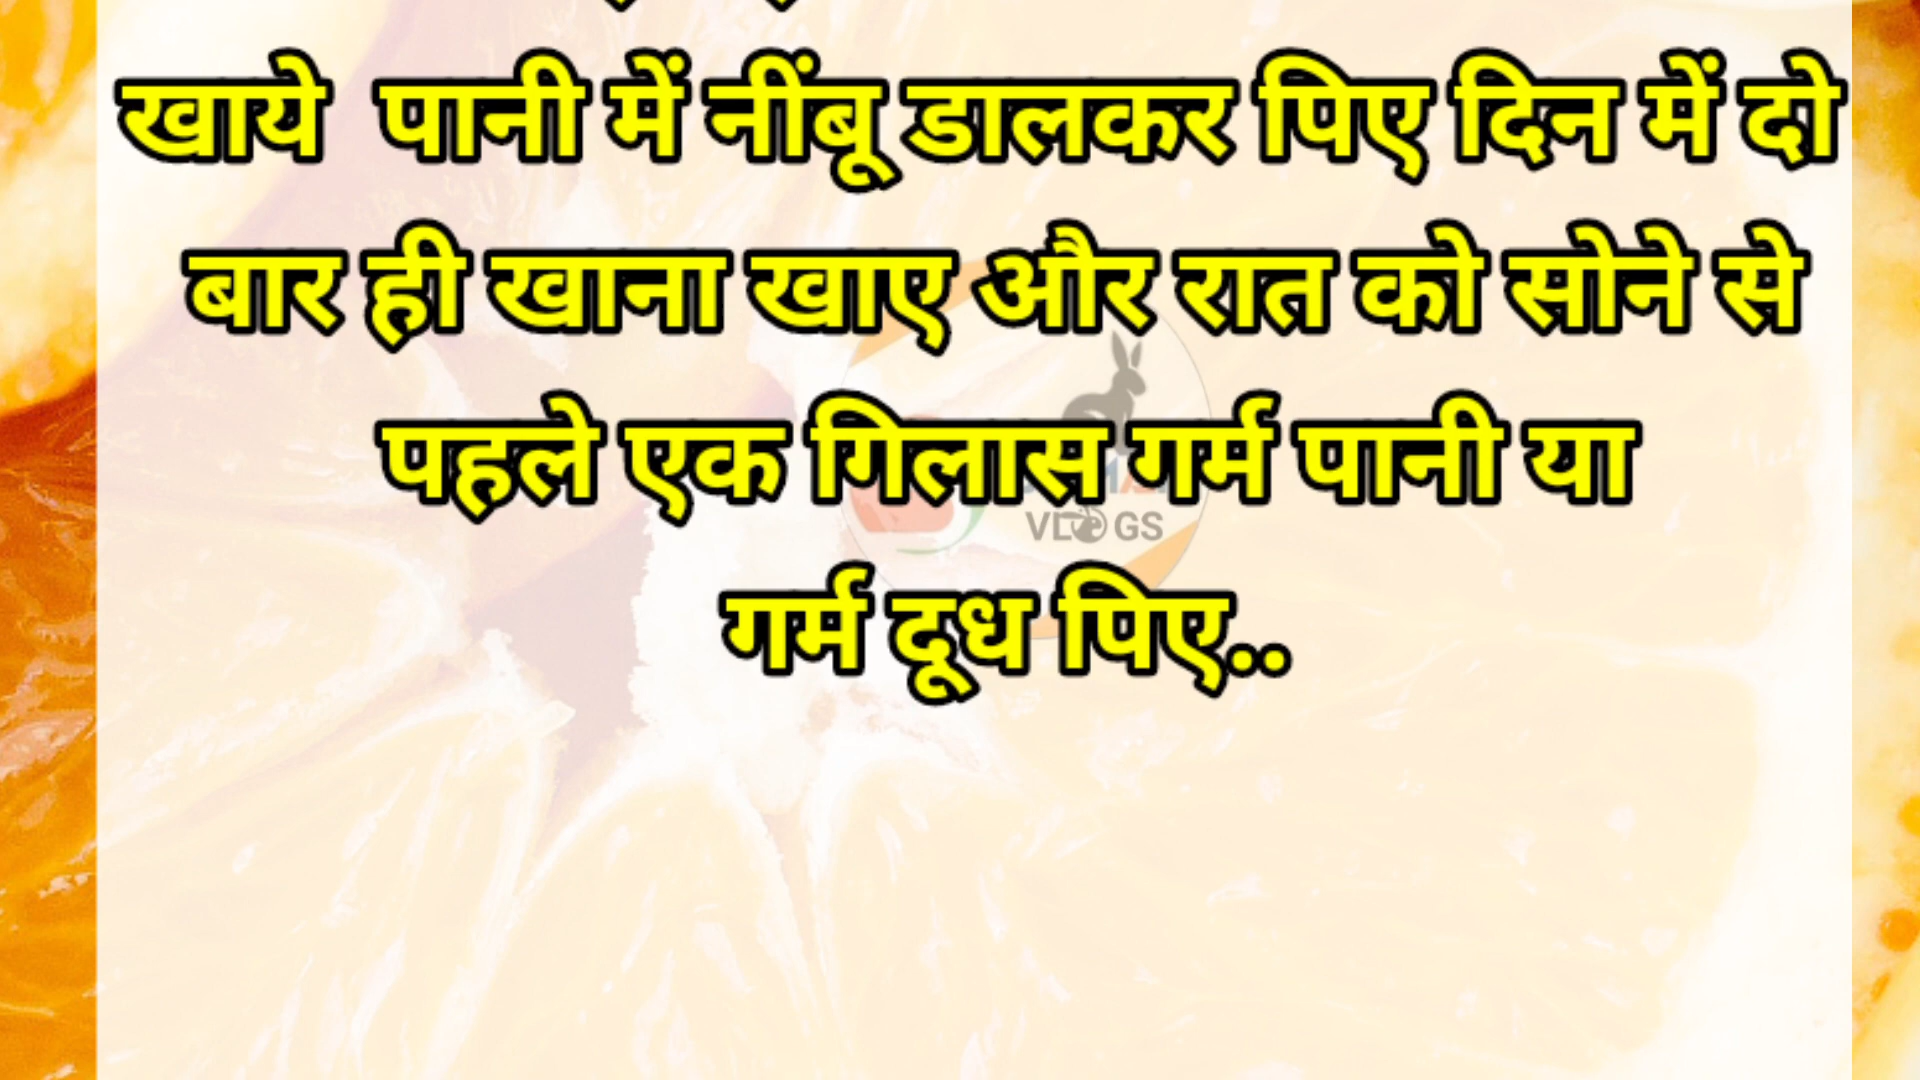 खाये पानी में नींबू डालकर पिए दिन में दो
बार ही खाना खाए और रात को सोने से
पहले एक गिलास गर्म पानी या
गर्म दूध पिए..
VLOGS